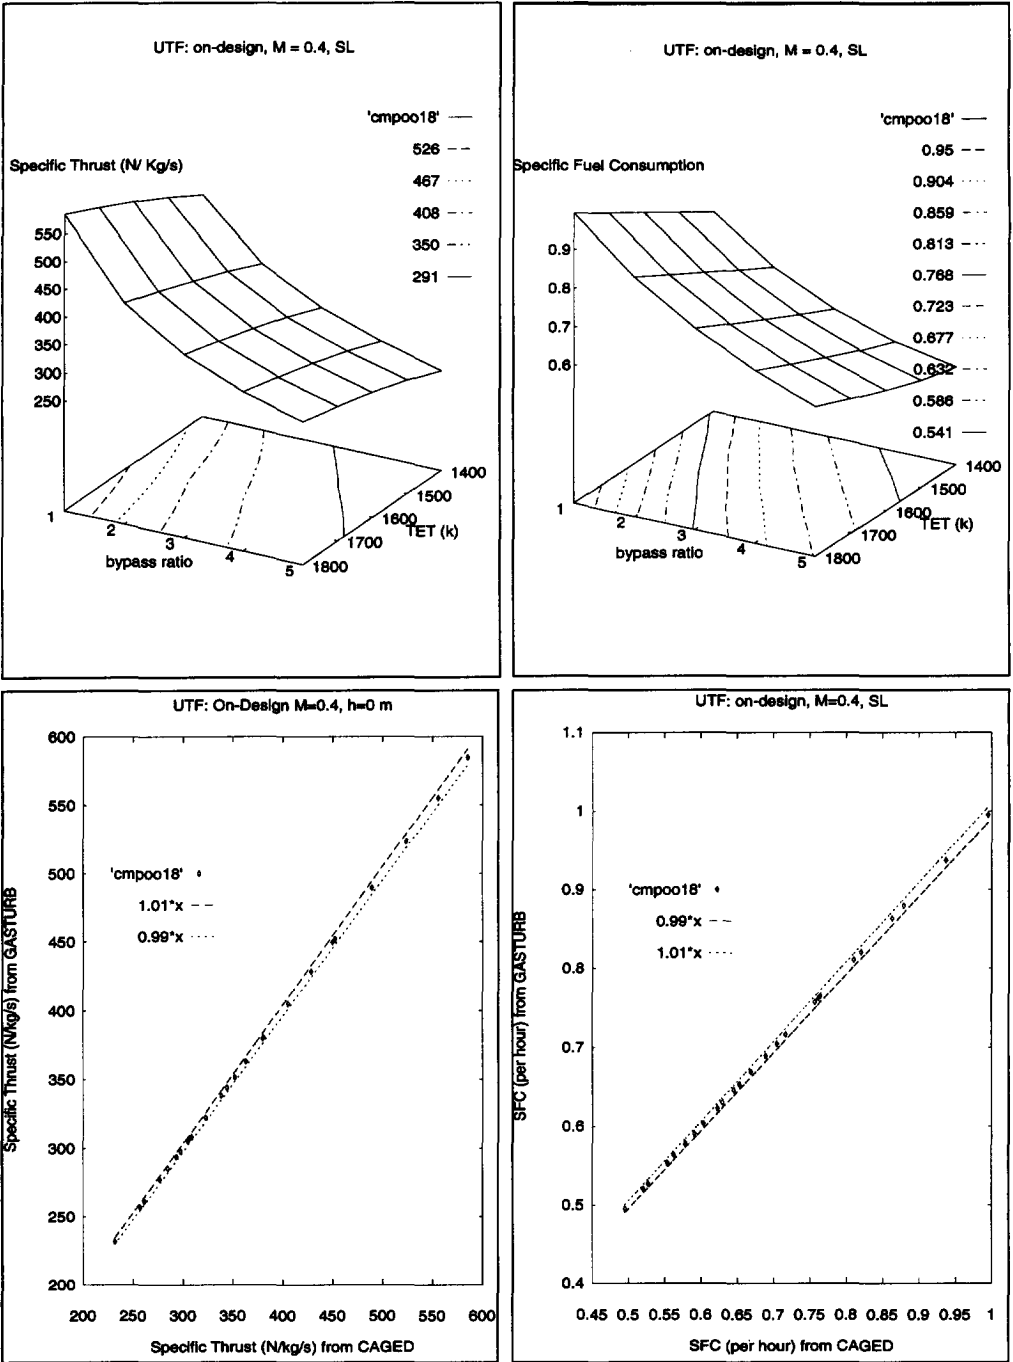 UTF: on-design, M = 0.4, SL
'cmpoo18'
526
467
408
350
291
Specific Thrust (N/ Kg/s)
550
500
450
400
350
300
250
1
2
3
4
5
bypass ratio
1400
1500
1600
1700
1800
TET (k)
UTF: on-design, M = 0.4, SL
'cmpoo18'
0.95
0.904
0.859
0.813
0.768
0.723
0.677
0.632
0.586
0.541
Specific Fuel Consumption
0.9
0.8
0.7
0.6
1
2
3
4
5
bypass ratio
1400
1500
1600
1700
1800
TET (k)
UTF: On-Design M=0.4, h=0 m
600
550
500
450
400
350
300
250
200
'cmpoo18'
1.01*x
0.99*x
Specific Thrust (N/kg/s) from GASTURB
200 250 300 350 400 450 500 550 600
Specific Thrust (N/kg/s) from CAGED
UTF: on-design, M=0.4, SL
1.1
1
0.9
0.8
0.7
0.6
0.5
0.4
'cmpoo18'
0.99*x
1.01*x
SFC (per hour) from GASTURB
0.45 0.5 0.55 0.6 0.65 0.7 0.75 0.8 0.85 0.9 0.95 1
SFC (per hour) from CAGED